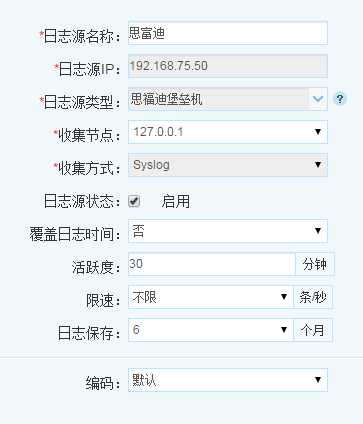 *日志源名称： 思富迪
*日志源IP： 192.168.75.50
*日志源类型： 思福迪堡垒机 ?
*收集节点： 127.0.0.1
*收集方式： Syslog
日志源状态： 启用
覆盖日志时间： 否
活跃度： 30 分钟
限速： 不限 条/秒
日志保存： 6 个月
编码： 默认